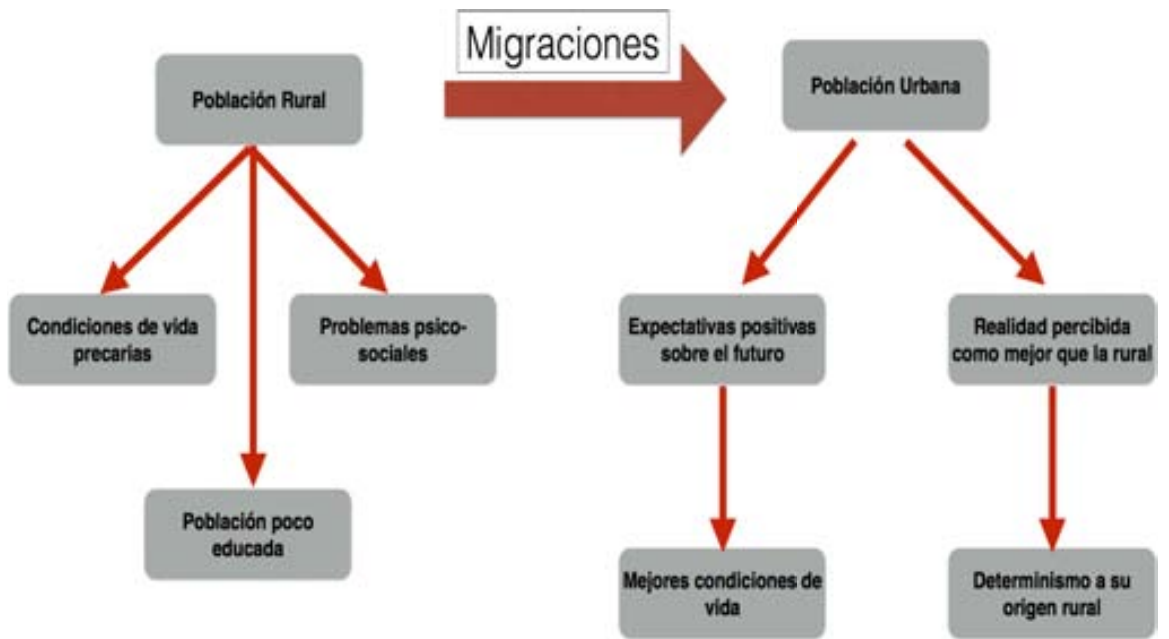 Migraciones
Población Rural
Población Urbana
Condiciones de vida
precarias
Problemas psico-
sociales
Expectativas positivas
sobre el futuro
Realidad percibida
como mejor que la rural
Población poco
educada
Mejores condiciones de
vida
Determinismo a su
origen rural